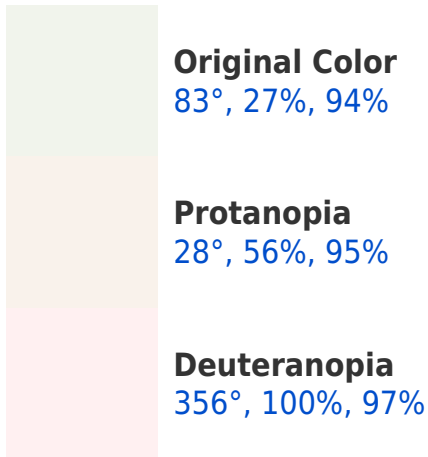 Original Color
83°, 27%, 94%
Protanopia
28°, 56%, 95%
Deuteranopia
356°, 100%, 97%